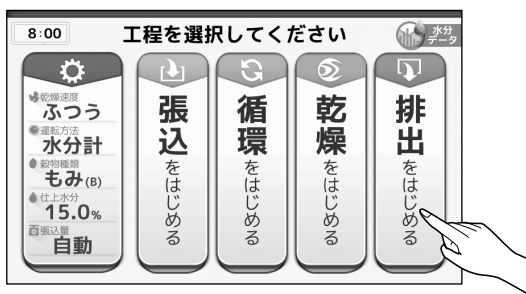 8:00
工程を選択してください
水分
データ
乾燥速度
ふつう
運転方法
水分計
穀物種類
もみ(B)
仕上水分
15.0%
張込量
自動
張込をはじめる
循環をはじめる
乾燥をはじめる
排出をはじめる